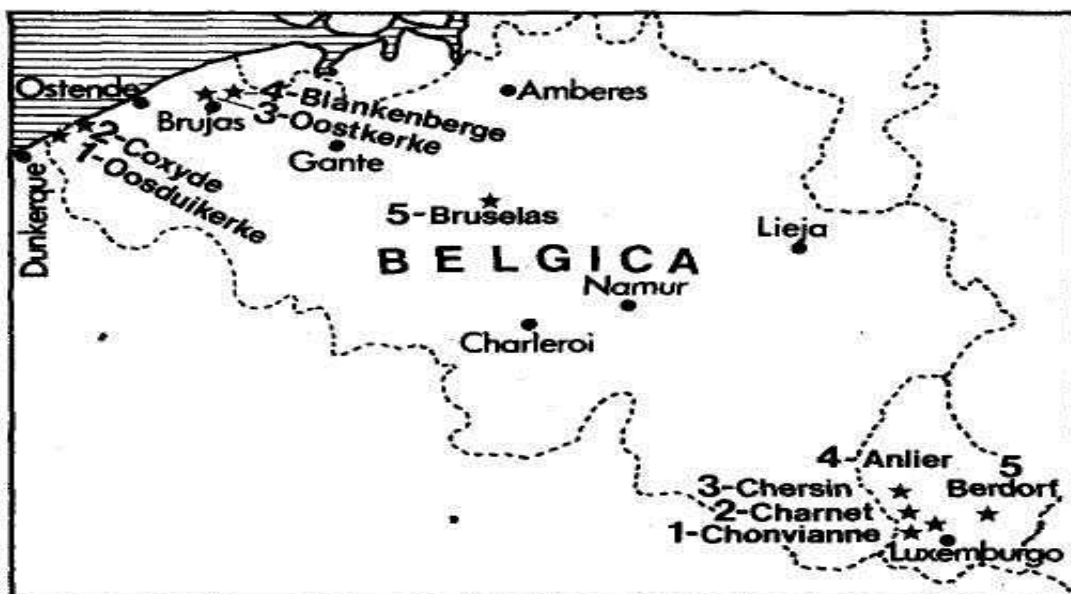 Ostende
Brujas
4-Blankenberge
3-Oostkerke
Amberes
Gante
2-Coxyde
1-Oosduikerke
Dunkerque
5-Bruselas
Lieja
BELGICA
Namur
Charleroi
4-Anlier
5
Berdorf
3-Chersin
2-Charnet
1-Chonvianne
Luxemburgo